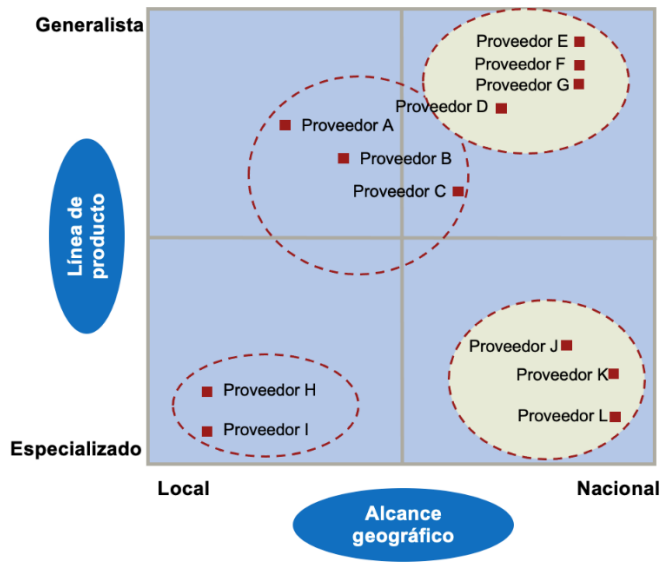 Generalista
Proveedor E
Proveedor F
Proveedor G
Proveedor D
Proveedor A
Proveedor B
Proveedor C
Línea de
producto
Proveedor J
Proveedor K
Proveedor L
Proveedor H
Proveedor I
Especializado
Local
Nacional
Alcance
geográfico